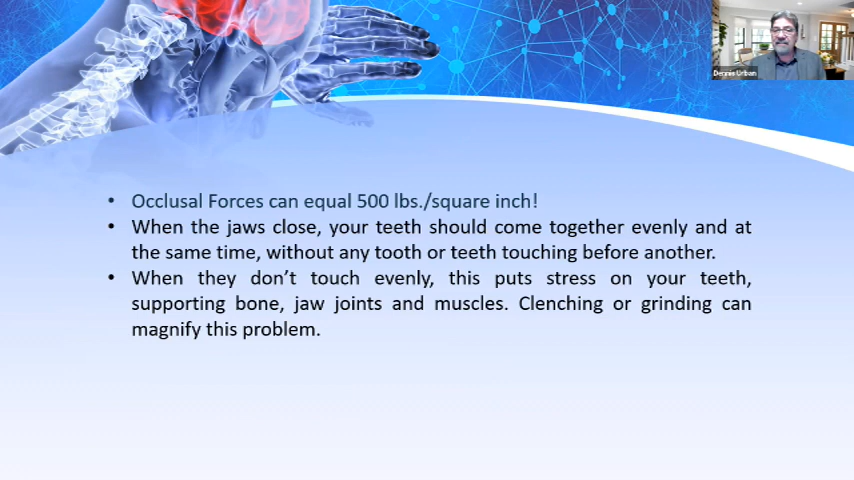 Dennis Urban
• Occlusal Forces can equal 500 lbs./square inch!
• When the jaws close, your teeth should come together evenly and at
the same time, without any tooth or teeth touching before another.
• When they don't touch evenly, this puts stress on your teeth,
supporting bone, jaw joints and muscles. Clenching or grinding can
magnify this problem.